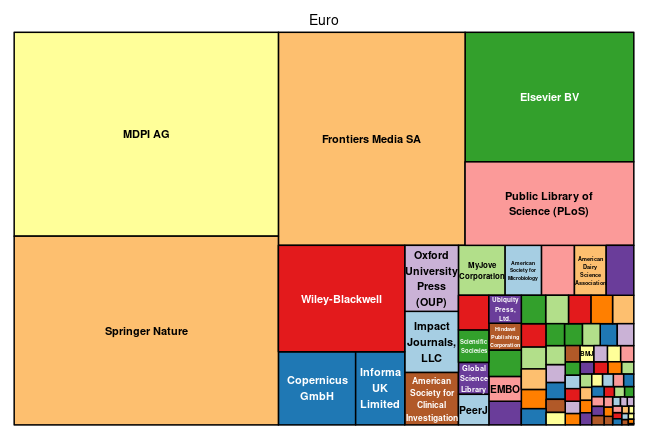 Euro
MDPI AG
Frontiers Media SA
Elsevier BV
Public Library of
Science (PLoS)
Springer Nature
Wiley-Blackwell
Copernicus
GmbH
Informa
UK
Limited
Oxford
University
Press
(OUP)
Impact
Journals,
LLC
American
Society for
Clinical
Investigation
MyJove
Corporation
American
Society for
Microbiology
American
Dairy
Science
Association
Scientific
Societies
Global
Science
Library
PeerJ
Ubiquity
Press,
Ltd.
Hindawi
Publishing
Corporation
EMBO
BMJ